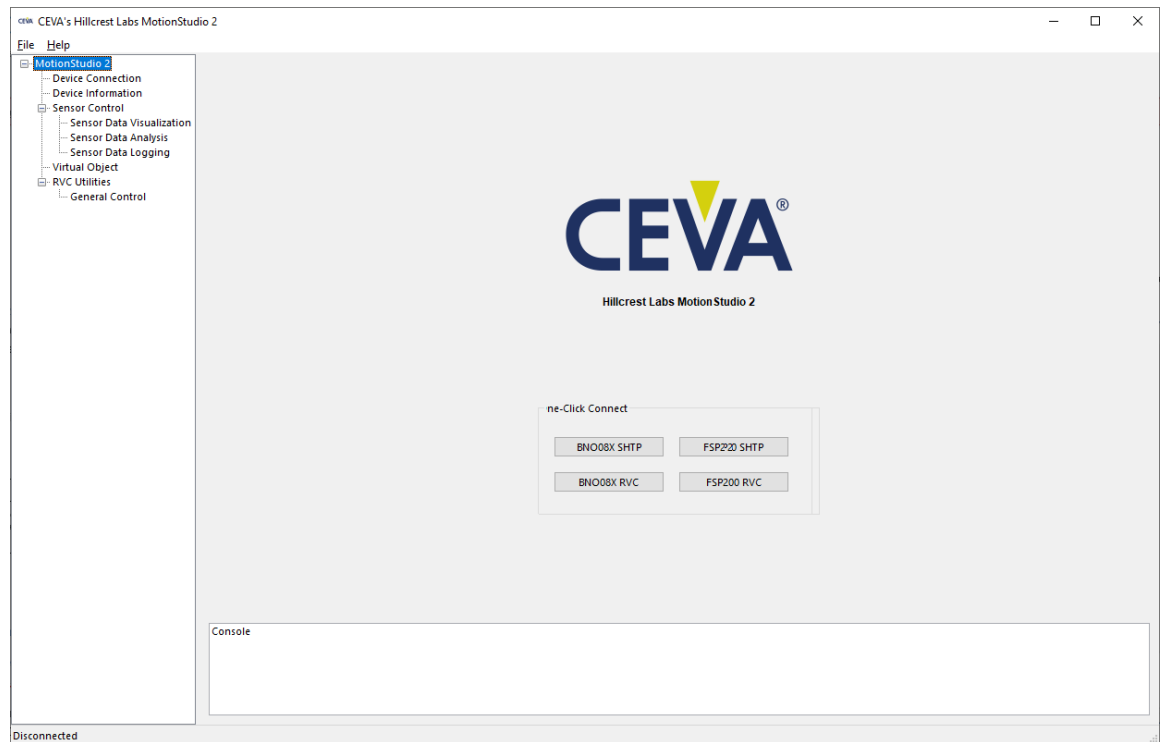 CEVA CEVA's Hillcrest Labs MotionStudio 2
File Help
MotionStudio 2
Device Connection
Device Information
Sensor Control
Sensor Data Visualization
Sensor Data Analysis
Sensor Data Logging
Virtual Object
RVC Utilities
General Control
CEVA®
Hillcrest Labs MotionStudio 2
ne-Click Connect
BNO08X SHTP
SHTP
BNO08X RVC
FSP200 RVC
Console
Disconnected